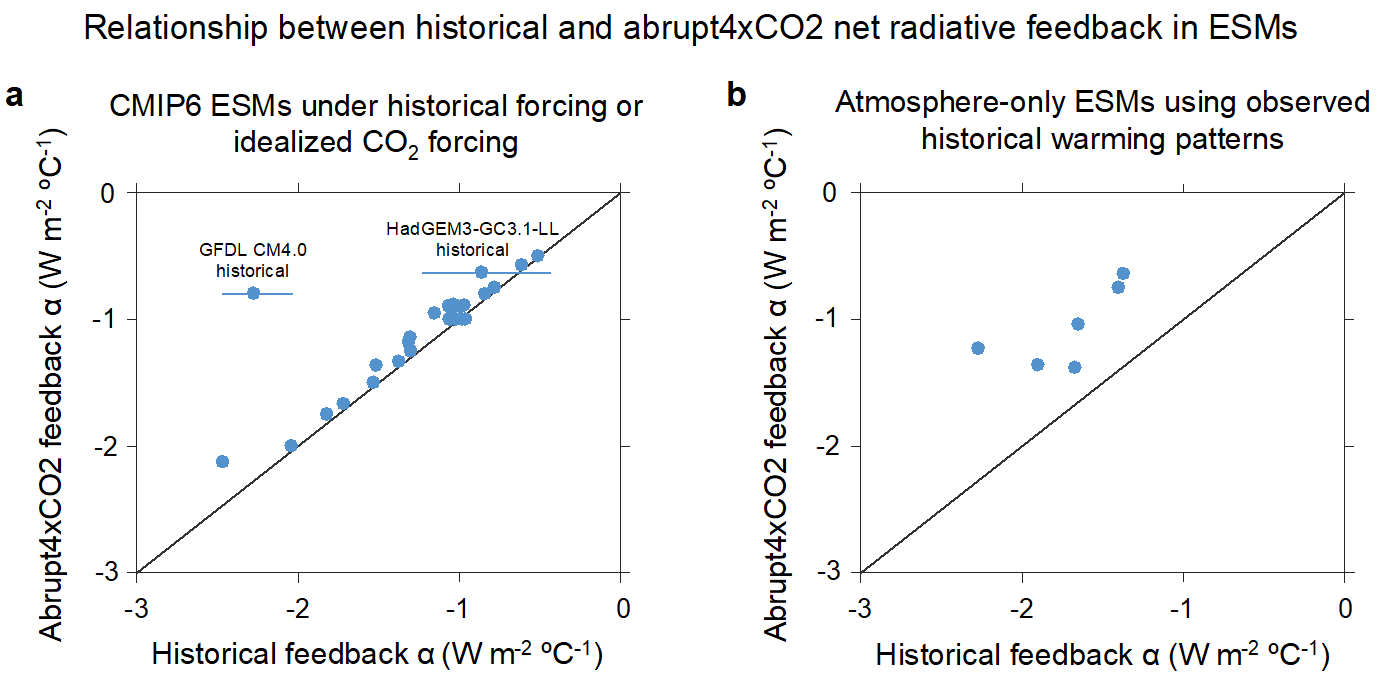 Relationship between historical and abrupt4xCO2 net radiative feedback in ESMs
a
CMIP6 ESMs under historical forcing or
idealized CO₂ forcing
Abrupt4xCO2 feedback α (W m⁻² ºC⁻¹)
0
-1
-2
-3
GFDL CM4.0
historical
HadGEM3-GC3.1-LL
historical
-3
-2
-1
0
Historical feedback α (W m⁻² ºC⁻¹)
b
Atmosphere-only ESMs using observed
historical warming patterns
Abrupt4xCO2 feedback α (W m⁻² ºC⁻¹)
0
-1
-2
-3
-3
-2
-1
0
Historical feedback α (W m⁻² ºC⁻¹)